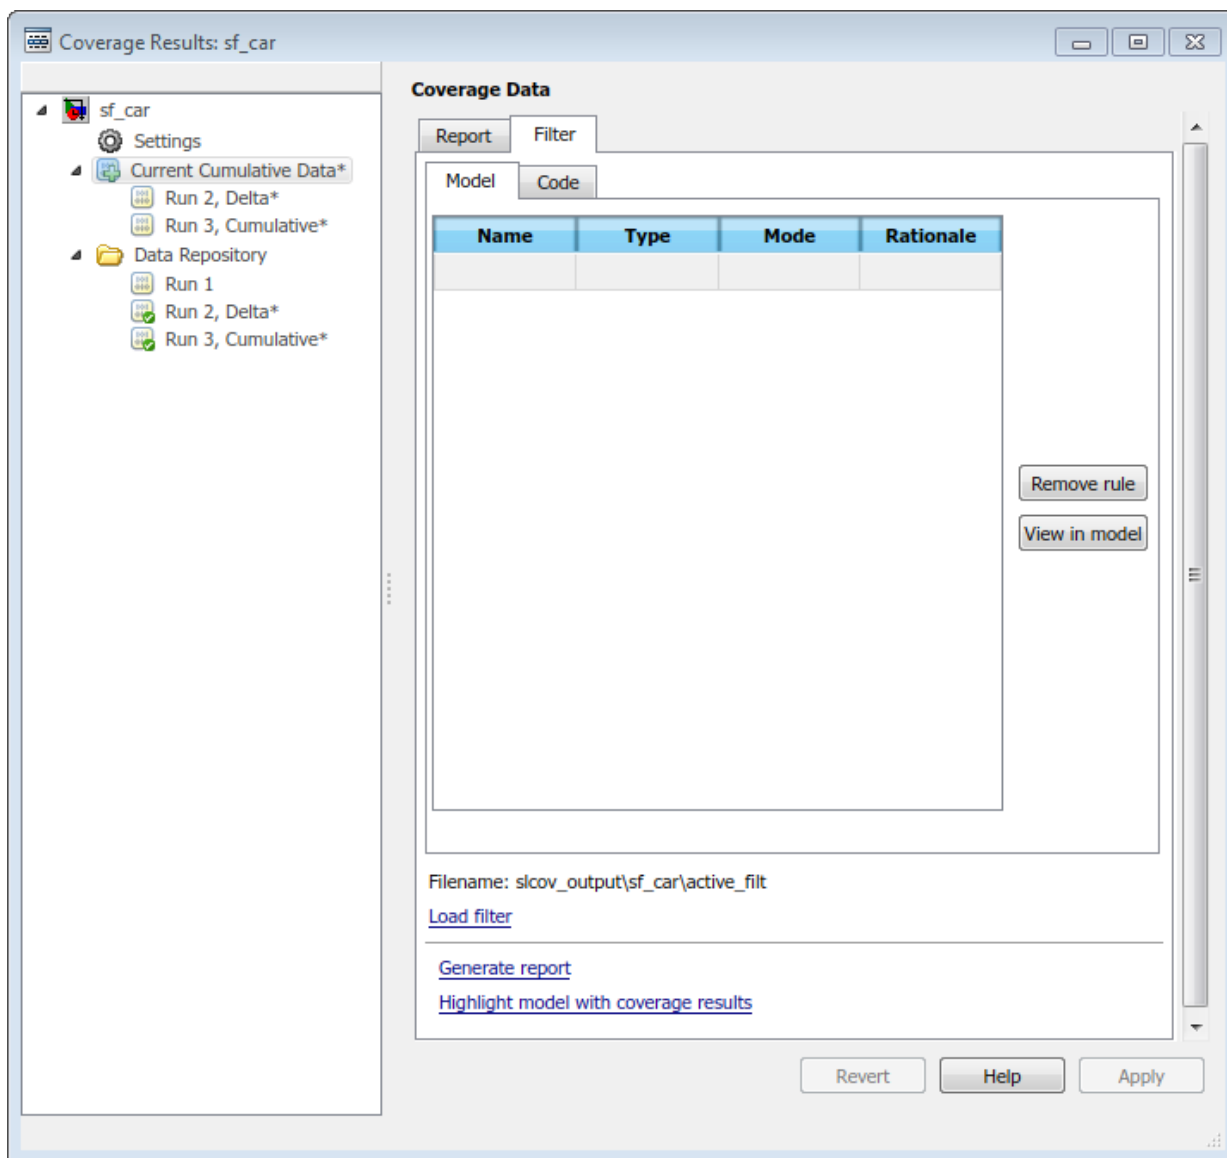 Coverage Results: sf_car
sf_car
Settings
Current Cumulative Data*
Run 2, Delta*
Run 3, Cumulative*
Data Repository
Run 1
Run 2, Delta*
Run 3, Cumulative*
Coverage Data
Report Filter
Model Code
Name Type Mode Rationale
Remove rule
View in model
Filename: slcov_output\sf_car\active_filt
Load filter
Generate report
Highlight model with coverage results
Revert Help Apply